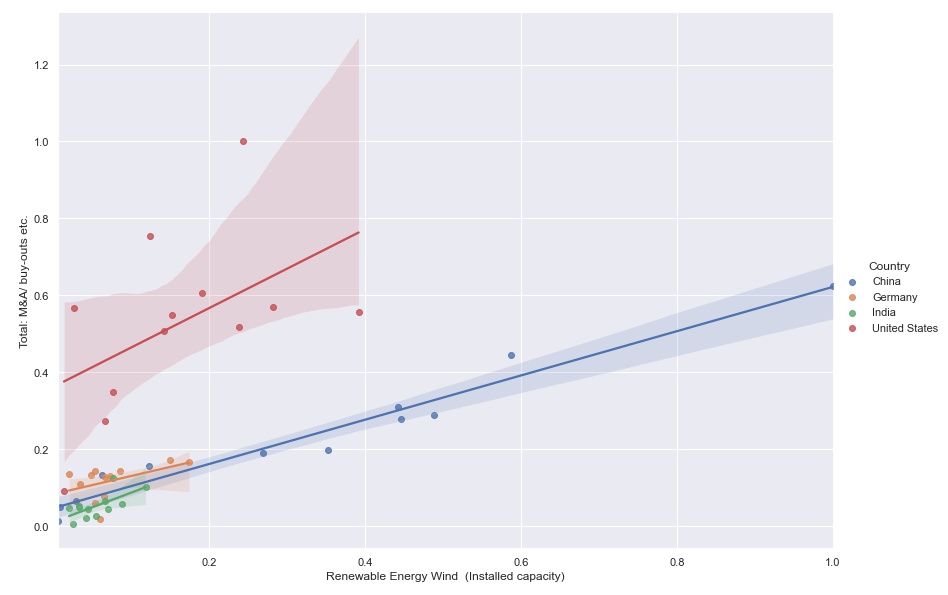 1.2
1.0
0.8
0.6
0.4
0.2
0.0
Total: M&A/ buy-outs etc.
0.2
0.4
0.6
0.8
1.0
Renewable Energy Wind  (Installed capacity)
Country
China
Germany
India
United States